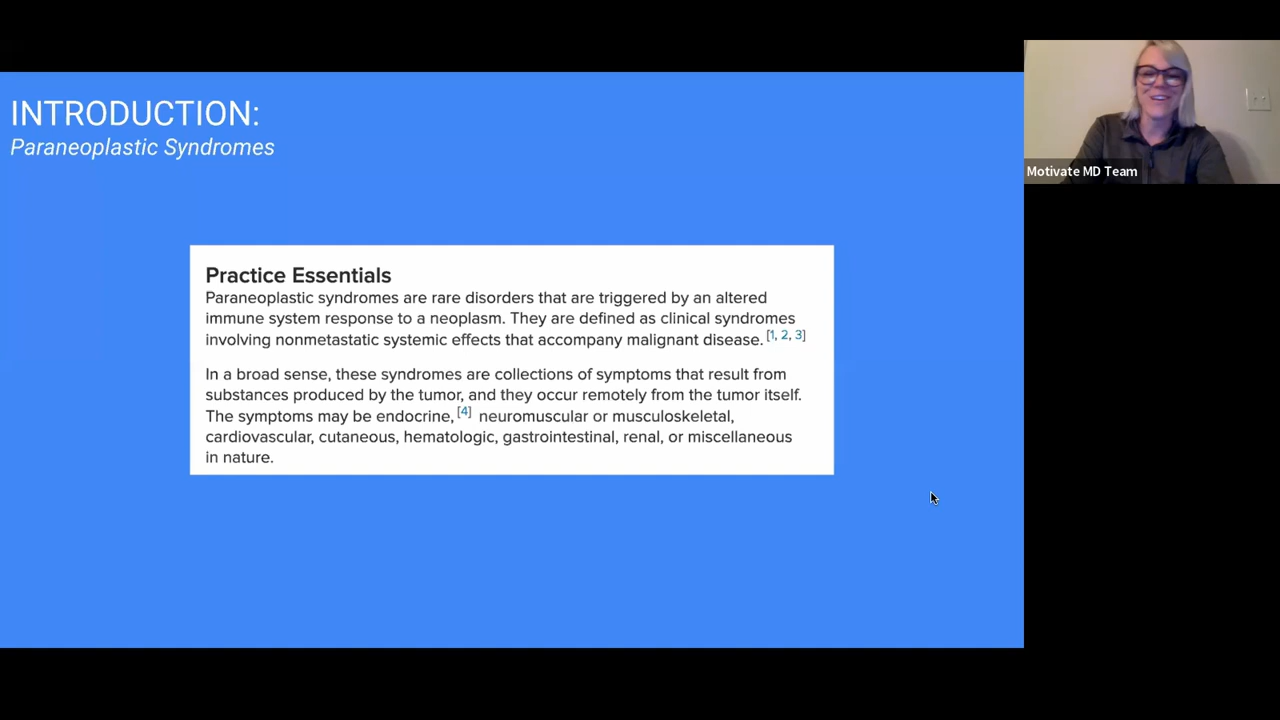 INTRODUCTION:
Paraneoplastic Syndromes
Practice Essentials
Paraneoplastic syndromes are rare disorders that are triggered by an altered
immune system response to a neoplasm. They are defined as clinical syndromes
involving nonmetastatic systemic effects that accompany malignant disease. [1, 2, 3]
In a broad sense, these syndromes are collections of symptoms that result from
substances produced by the tumor, and they occur remotely from the tumor itself.
The symptoms may be endocrine, [4] neuromuscular or musculoskeletal,
cardiovascular, cutaneous, hematologic, gastrointestinal, renal, or miscellaneous
in nature.
Motivate MD Team